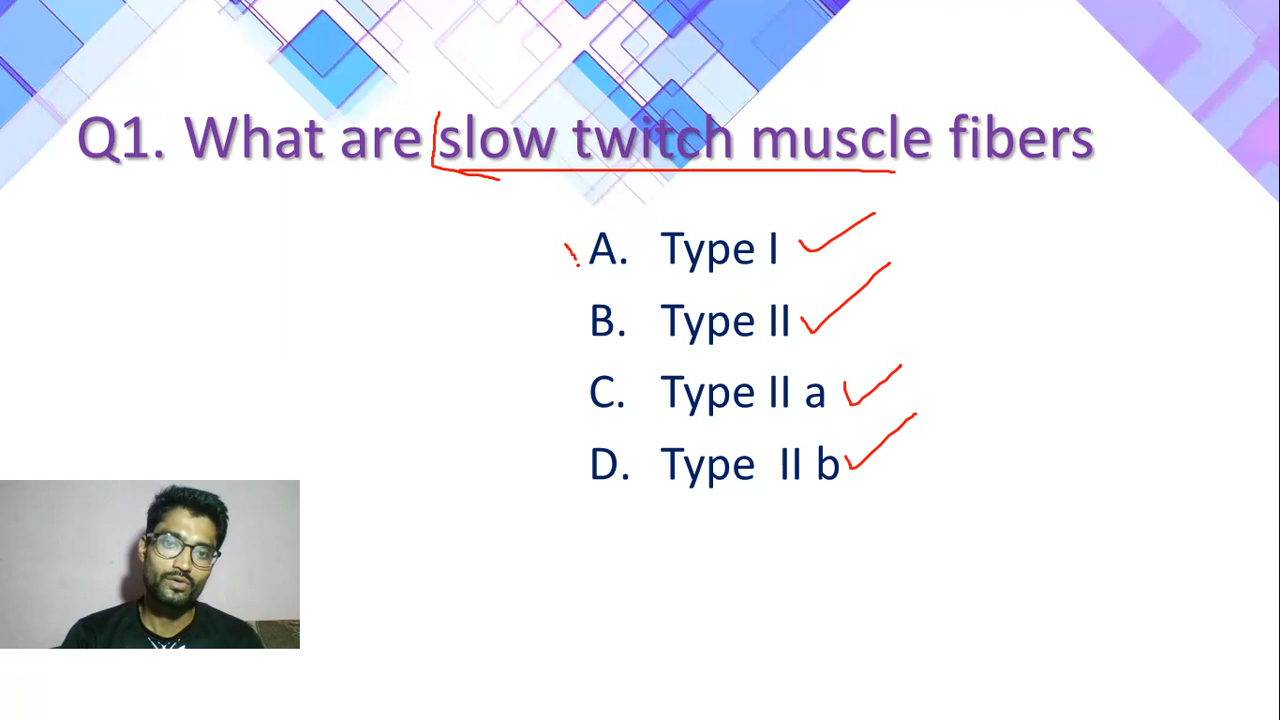 Q1. What are slow twitch muscle fibers
A. Type I
B. Type II
C. Type II a
D. Type II b